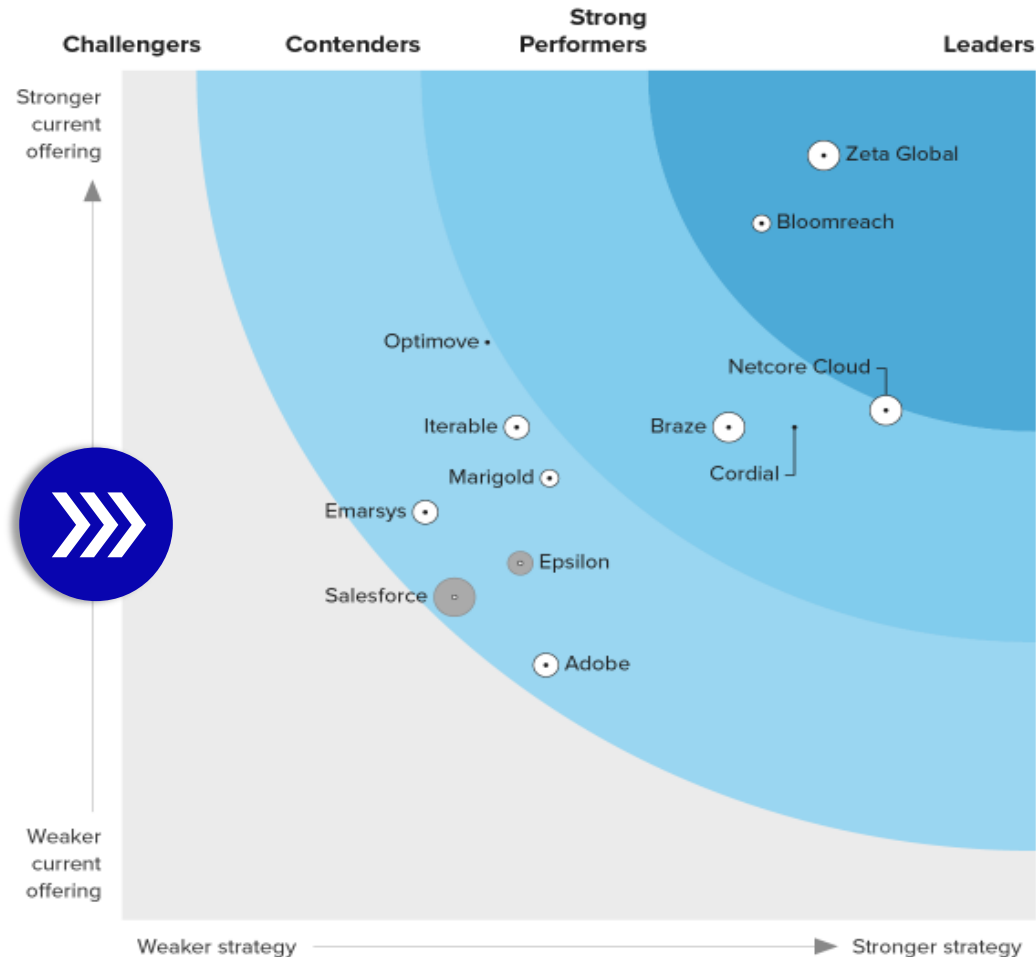 Strong
Challengers Contenders Performers Leaders
Stronger
current
offering
Zeta Global
Bloomreach
Optimove
Netcore Cloud
Iterable
Braze
Marigold
Cordial
Emarsys
Epsilon
Salesforce
Adobe
Weaker
current
offering
Weaker strategy Stronger strategy